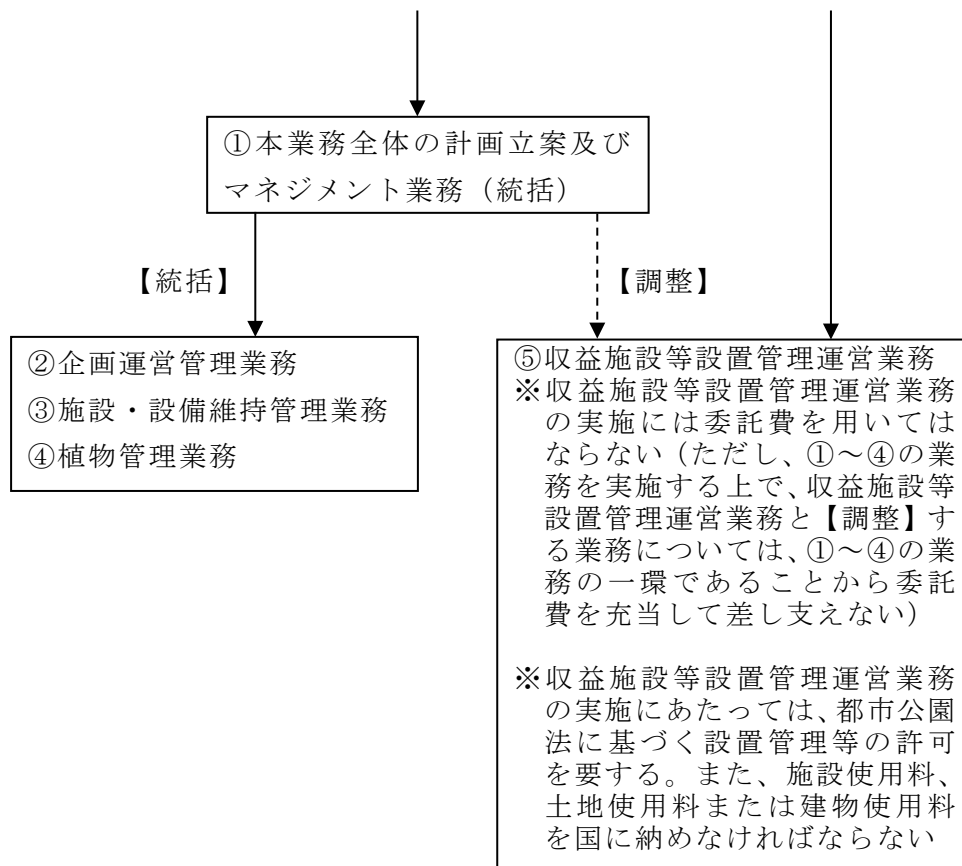 ①本業務全体の計画立案及び
マネジメント業務（統括）
【統括】
【調整】
②企画運営管理業務
③施設・設備維持管理業務
④植物管理業務
⑤収益施設等設置管理運営業務
※収益施設等設置管理運営業務
の実施には委託費を用いては
ならない（ただし、①～④の業
務を実施する上で、収益施設等
設置管理運営業務と【調整】す
る業務については、①～④の業
務の一環であることから委託
費を充当して差し支えない）
※収益施設等設置管理運営業務
の実施にあたっては、都市公園
法に基づく設置管理等の許可
を要する。また、施設使用料、
土地使用料または建物使用料
を国に納めなければならない